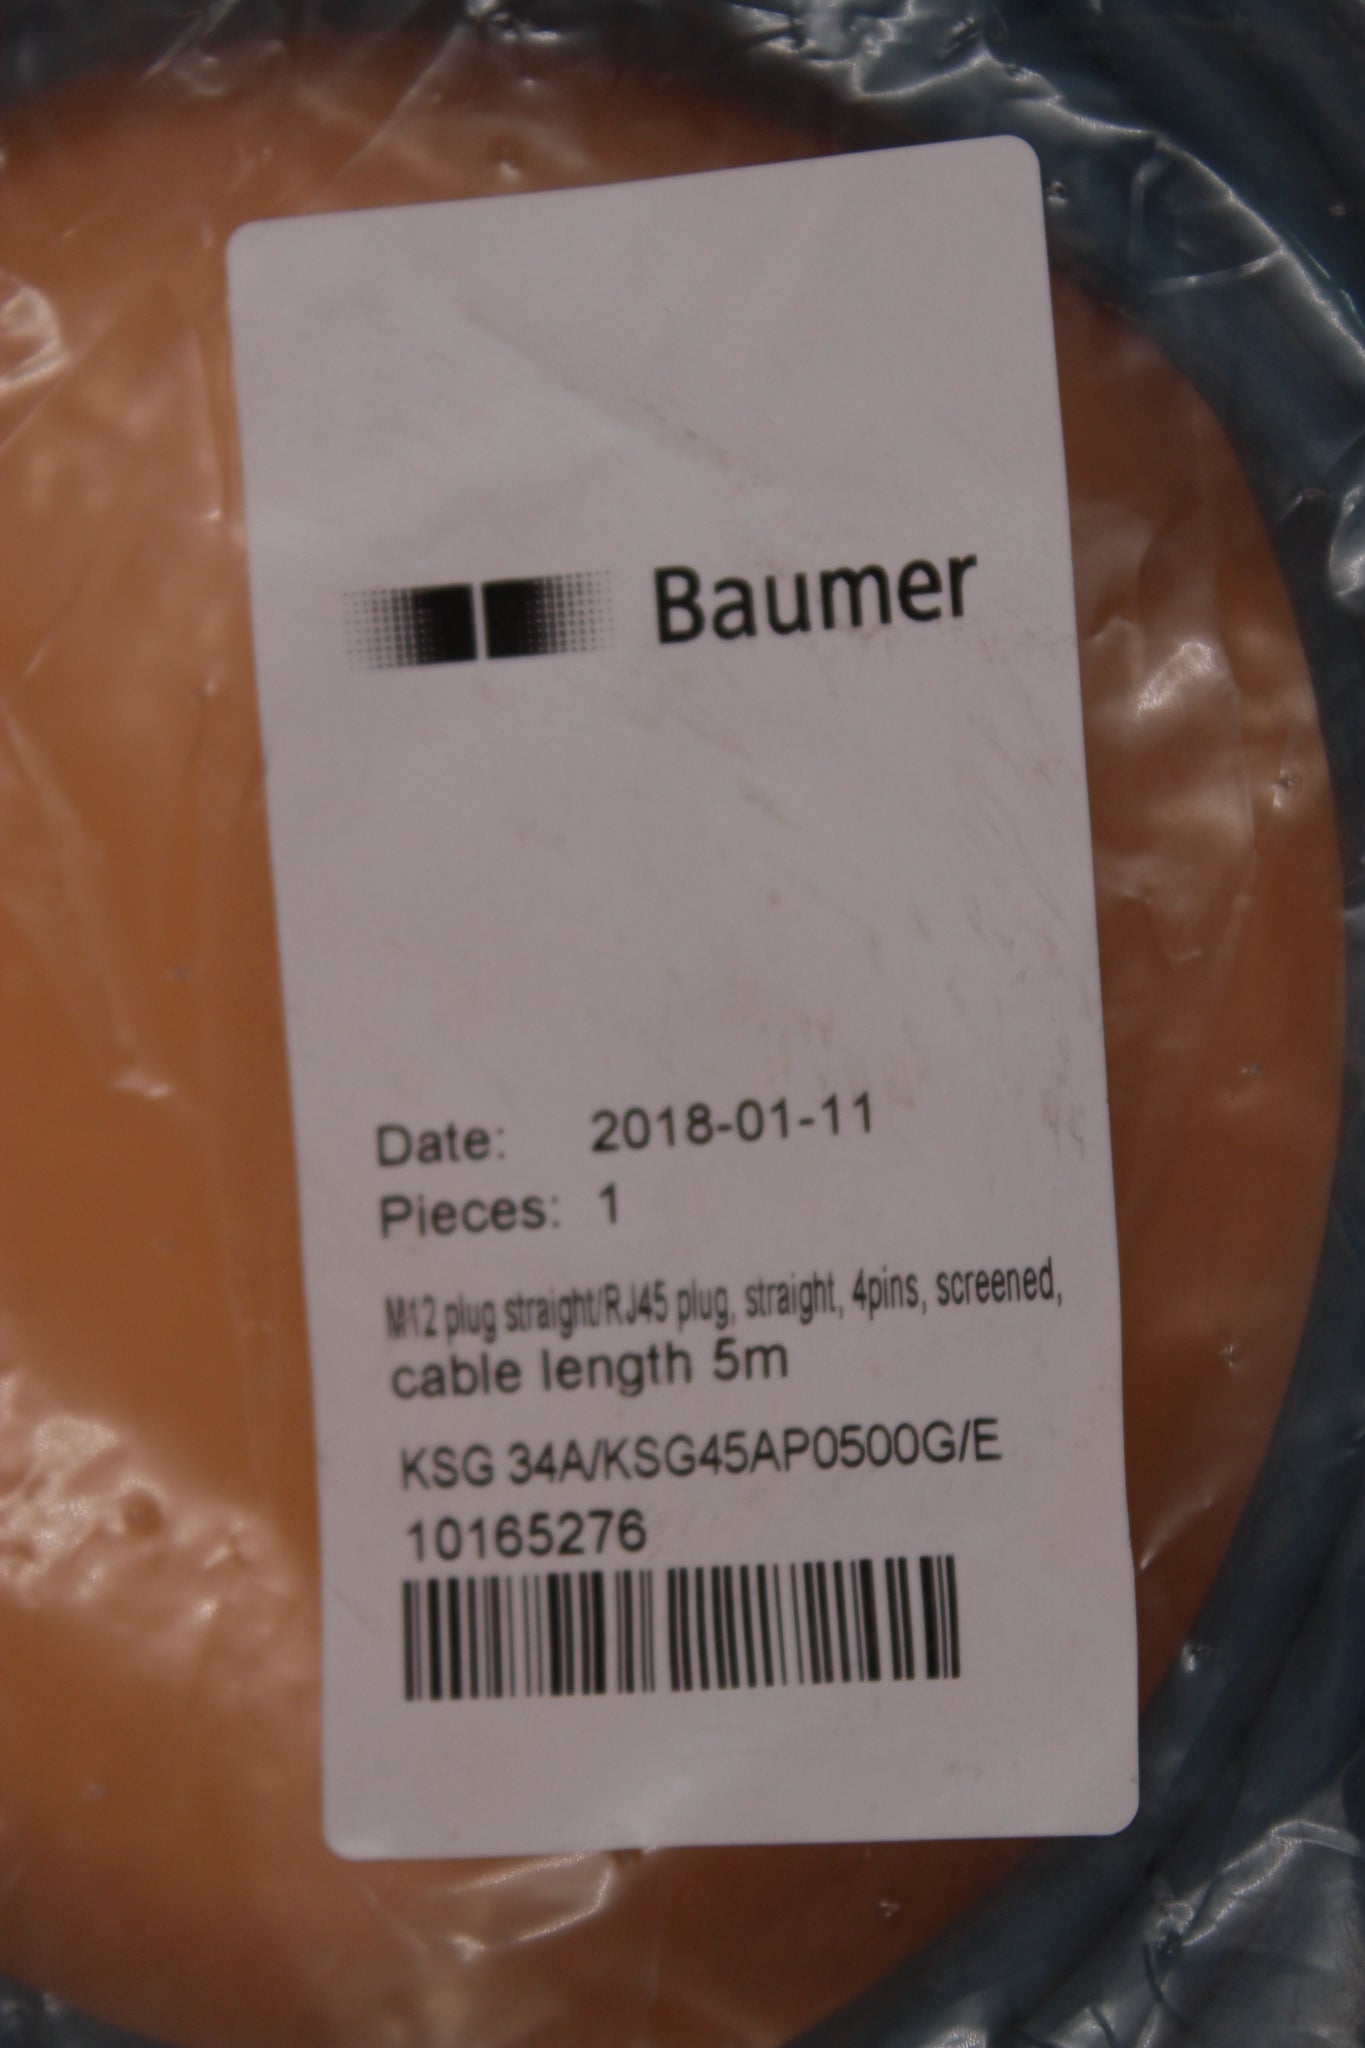 Baumer
Date: 2018-01-11
Pieces: 1
M12 plug straight/RJ45 plug, straight, 4pins, screened,
cable length 5m
KSG 34A/KSG45AP0500G/E
10165276